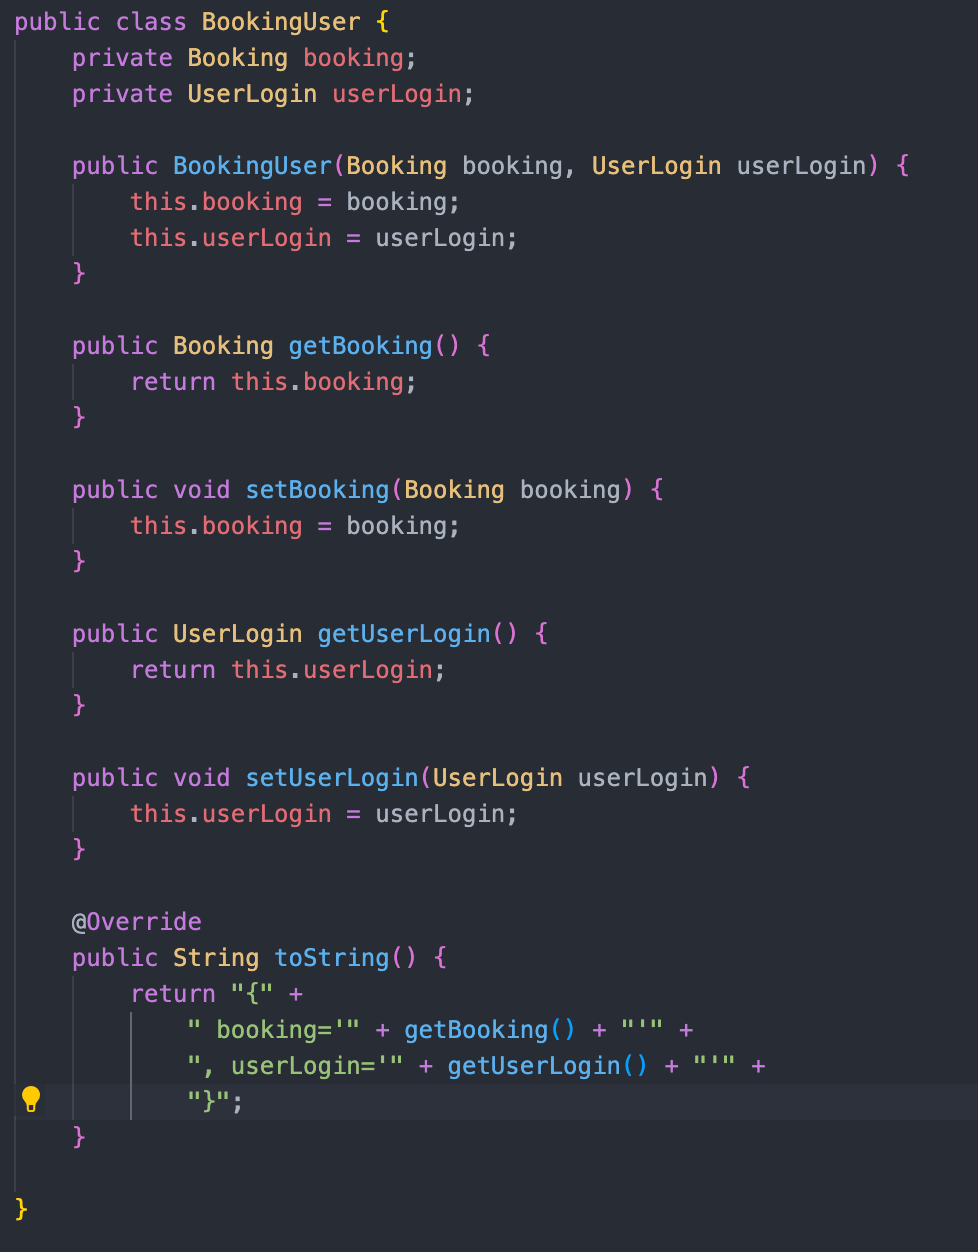 public class BookingUser {
    private Booking booking;
    private UserLogin userLogin;

    public BookingUser(Booking booking, UserLogin userLogin) {
        this.booking = booking;
        this.userLogin = userLogin;
    }

    public Booking getBooking() {
        return this.booking;
    }

    public void setBooking(Booking booking) {
        this.booking = booking;
    }

    public UserLogin getUserLogin() {
        return this.userLogin;
    }

    public void setUserLogin(UserLogin userLogin) {
        this.userLogin = userLogin;
    }

    @Override
    public String toString() {
        return "{" +
            " booking='" + getBooking() + "'" +
            ", userLogin='" + getUserLogin() + "'" +
            "}";
    }

}